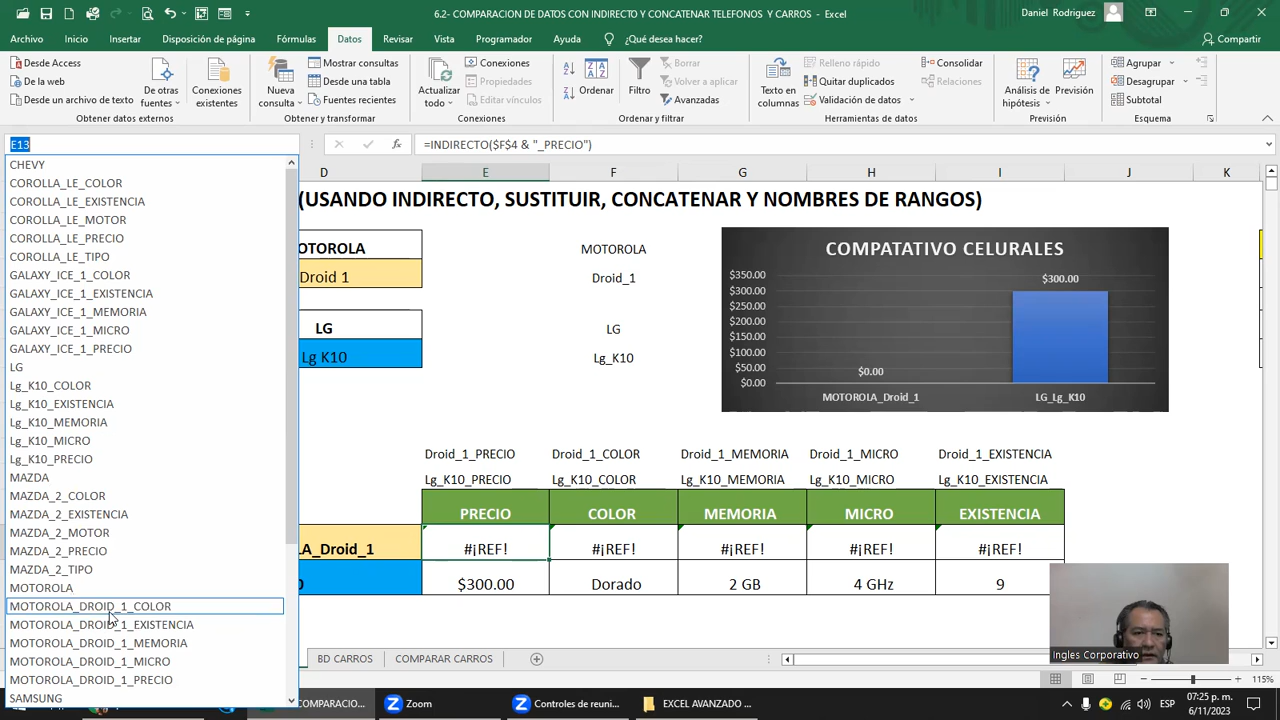 6.2- COMPARACION DE DATOS CON INDIRECTO Y CONCATENAR TELEFONOS Y CARROS - Excel
Daniel Rodriguez
Archivo Inicio Insertar Disposición de página Fórmulas Datos Revisar Vista Programador Ayuda ¿Qué desea hacer? Compartir
Desde Access
De la web
Desde un archivo de texto
De otras fuentes
Conexiones existentes
Obtener datos externos
Nueva consulta
Mostrar consultas
Desde una tabla
Fuentes recientes
Obtener y transformar
Actualizar todo
Conexiones
Propiedades
Editar vínculos
Conexiones
Ordenar
Filtro
Borrar
Volver a aplicar
Avanzadas
Ordenar y filtrar
Texto en columnas
Relleno rápido
Quitar duplicados
Validación de datos
Consolidar
Relaciones
Herramientas de datos
Análisis de hipótesis
Previsión
Previsión
Agrupar
Desagrupar
Subtotal
Esquema
E13
=INDIRECTO($F$4 & "_PRECIO")
CHEVY
COROLLA_LE_COLOR
COROLLA_LE_EXISTENCIA
COROLLA_LE_MOTOR
COROLLA_LE_PRECIO
COROLLA_LE_TIPO
GALAXY_ICE_1_COLOR
GALAXY_ICE_1_EXISTENCIA
GALAXY_ICE_1_MEMORIA
GALAXY_ICE_1_MICRO
GALAXY_ICE_1_PRECIO
LG
Lg_K10_COLOR
Lg_K10_EXISTENCIA
Lg_K10_MEMORIA
Lg_K10_MICRO
Lg_K10_PRECIO
MAZDA
MAZDA_2_COLOR
MAZDA_2_EXISTENCIA
MAZDA_2_MOTOR
MAZDA_2_PRECIO
MAZDA_2_TIPO
MOTOROLA
MOTOROLA_DROID_1_COLOR
MOTOROLA_DROID_1_EXISTENCIA
MOTOROLA_DROID_1_MEMORIA
MOTOROLA_DROID_1_MICRO
MOTOROLA_DROID_1_PRECIO
SAMSUNG
D E F G H I J K
(USANDO INDIRECTO, SUSTITUIR, CONCATENAR Y NOMBRES DE RANGOS)
OTOROLA
Droid 1
LG
Lg K10
MOTOROLA
Droid_1
LG
Lg_K10
COMPATATIVO CELURALES
$350.00
$300.00
$250.00
$200.00
$150.00
$100.00
$50.00
$0.00
$0.00
$300.00
MOTOROLA_Droid_1 LG_Lg_K10
Droid_1_PRECIO Droid_1_COLOR Droid_1_MEMORIA Droid_1_MICRO Droid_1_EXISTENCIA
Lg_K10_PRECIO Lg_K10_COLOR Lg_K10_MEMORIA Lg_K10_MICRO Lg_K10_EXISTENCIA
PRECIO COLOR MEMORIA MICRO EXISTENCIA
LA_Droid_1 #¡REF! #¡REF! #¡REF! #¡REF! #¡REF!
0 $300.00 Dorado 2 GB 4 GHz 9
Ingles Corporativo
BD CARROS COMPARAR CARROS
115%
COMPARACIO... Zoom Controles de reuni... EXCEL AVANZADO ...
ESP
07:25 p. m.
6/11/2023